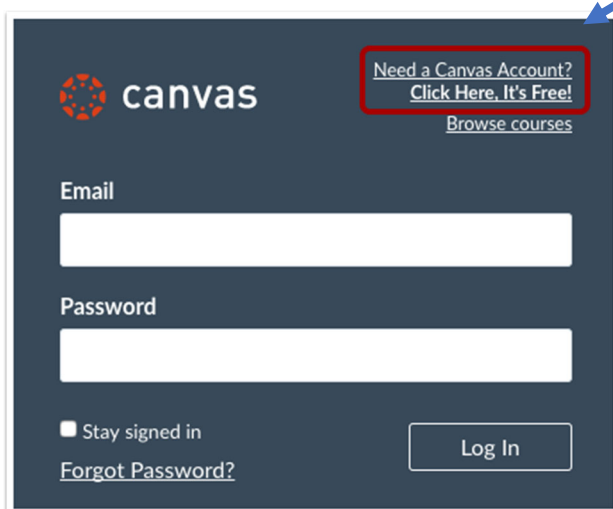 canvas
Need a Canvas Account?
Click Here, It's Free!
Browse courses
Email
Password
Stay signed in
Forgot Password?
Log In